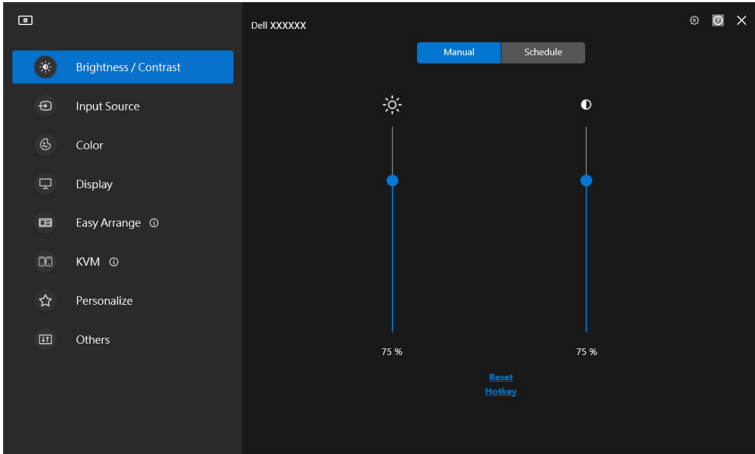 Dell XXXXXX
Manual
Schedule
Brightness / Contrast
Input Source
Color
Display
Easy Arrange
KVM
Personalize
Others
75 %
75 %
Reset
Hotkey